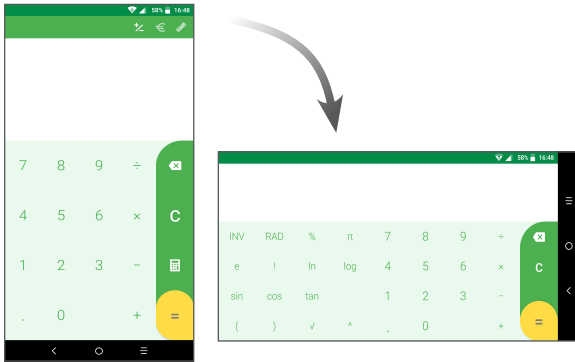 58% 16:48
7 8 9 ÷
4 5 6 × C
1 2 3 −
. 0 + =
58% 16:48
INV RAD % π 7 8 9 ÷
e ! ln log 4 5 6 × C
sin cos tan 1 2 3 −
( ) √ ^ . 0 + =